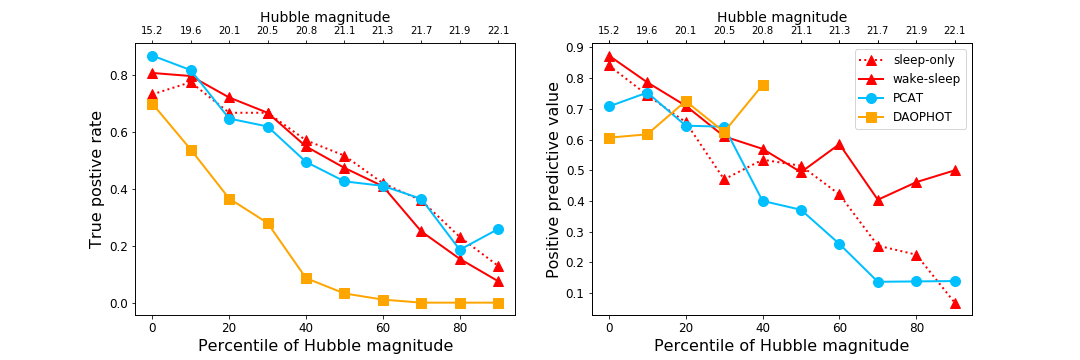 Hubble magnitude
15.2 19.6 20.1 20.5 20.8 21.1 21.3 21.7 21.9 22.1
True postive rate
0.8
0.6
0.4
0.2
0.0
0 20 40 60 80
Percentile of Hubble magnitude
Hubble magnitude
15.2 19.6 20.1 20.5 20.8 21.1 21.3 21.7 21.9 22.1
Positive predictive value
0.9
0.8
0.7
0.6
0.5
0.4
0.3
0.2
0.1
sleep-only
wake-sleep
PCAT
DAOPHOT
0 20 40 60 80
Percentile of Hubble magnitude